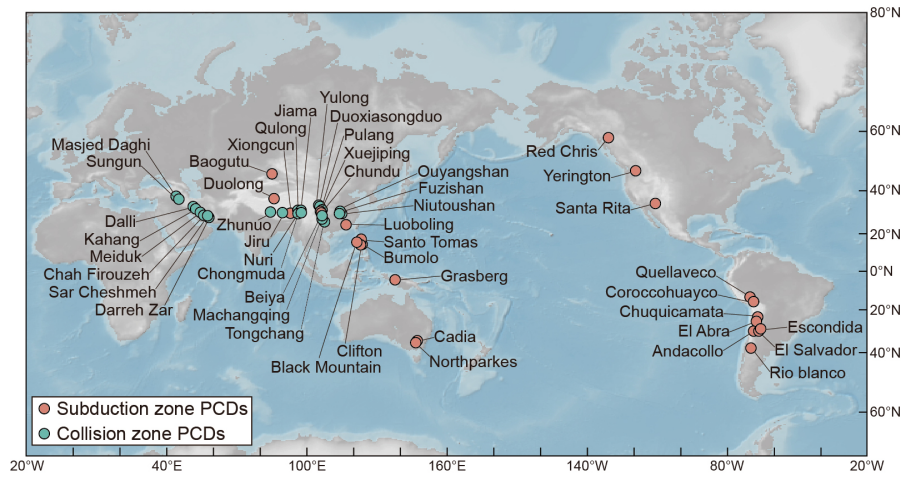 80°N
Yulong
Jiama
Duoxiasongduo
Qulong
Pulang
60°N
Masjed Daghi
Xiongcun
Xuejiping
Red Chris
Sungun
Baogutu
Chundu
Ouyangshan
Yerington
Duolong
Fuzishan
40°N
Niutoushan
Santa Rita
Dalli
Zhunuo
Luoboling
20°N
Kahang
Jiru
Santo Tomas
Meiduk
Nuri
Bumolo
Chah Firouzeh
Chongmuda
Grasberg
Quellaveco
0°N
Sar Cheshmeh
Beiya
Coroccohuayco
Darreh Zar
Machangqing
Chuquicamata
20°N
Tongchang
Cadia
El Abra
Escondida
Clifton
Andacollo
El Salvador
40°N
Black Mountain
Northparkes
Rio blanco
Subduction zone PCDs
60°N
Collision zone PCDs
20°W
40°E
100°E
160°E
140°W
80°W
20°W